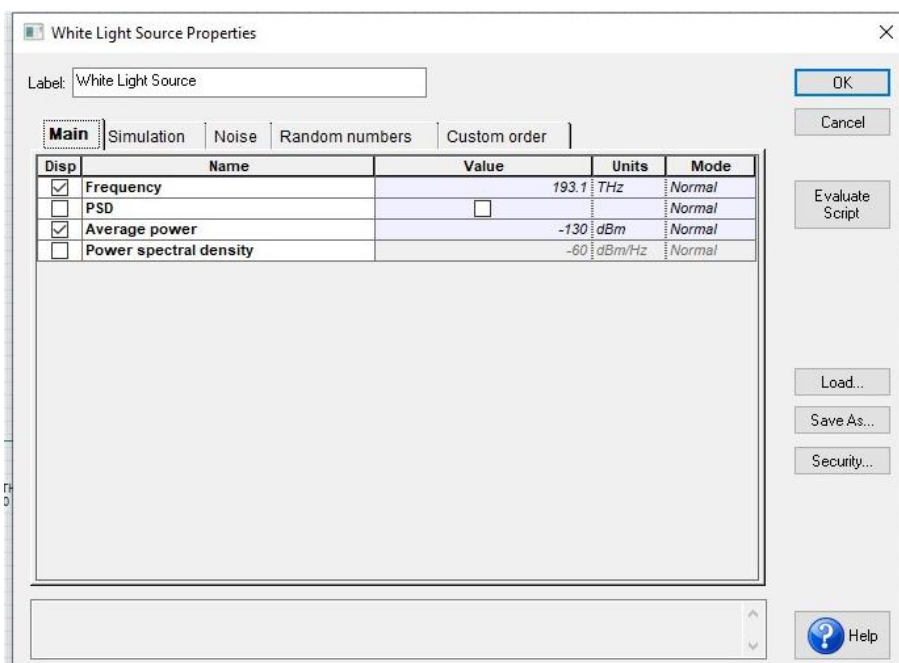 White Light Source Properties
Label: White Light Source
OK
Cancel
Main Simulation Noise Random numbers Custom order
Disp Name Value Units Mode
Frequency 193.1 THz Normal
PSD Normal
Average power -130 dBm Normal
Power spectral density -60 dBm/Hz Normal
Evaluate
Script
Load...
Save As...
Security...
Help